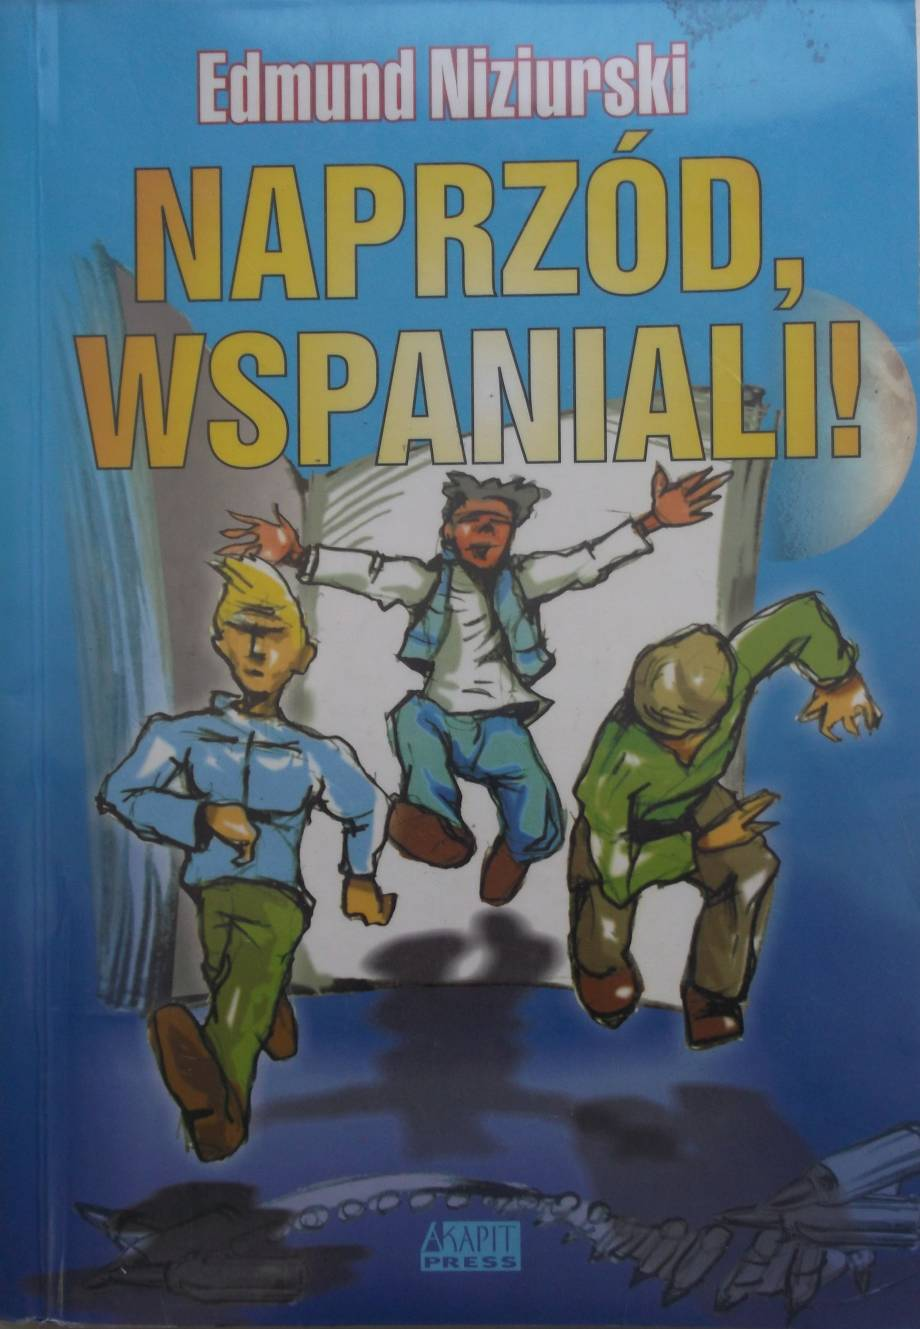 Edmund Niziurski
NAPRZÓD,
WSPANIALI!
AKAPIT
PRESS